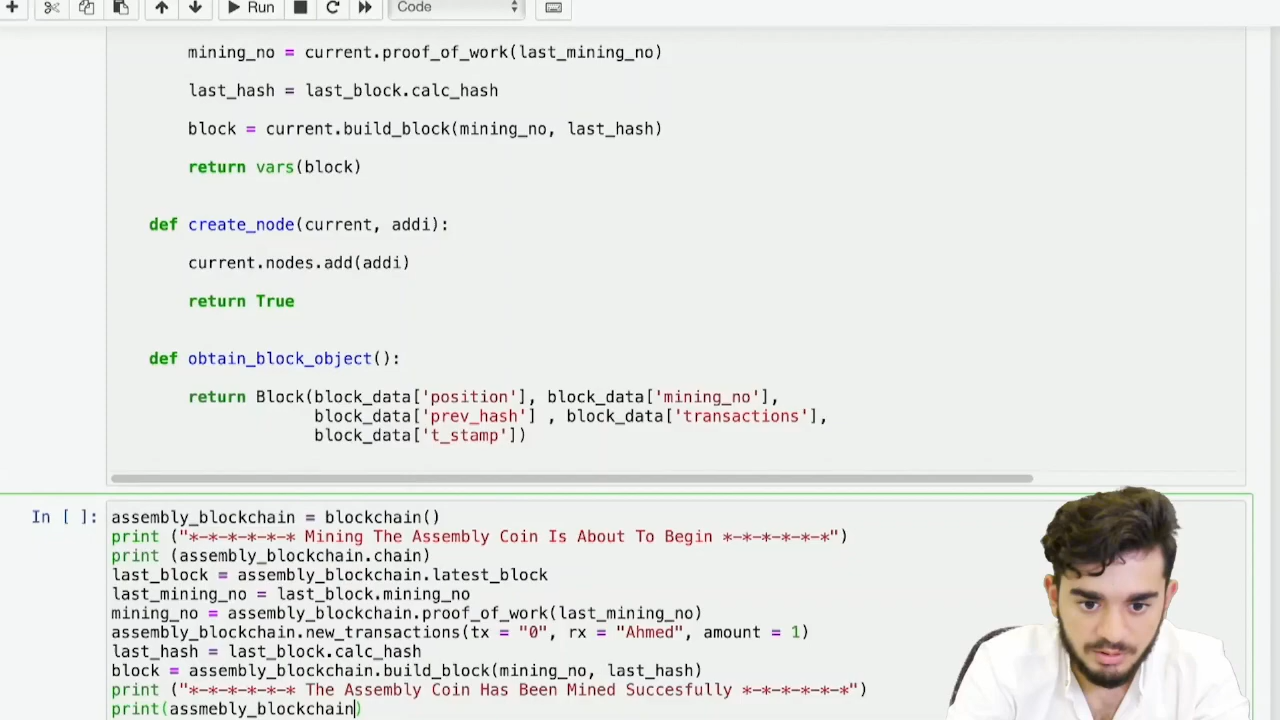 Run
Code
mining_no = current.proof_of_work(last_mining_no)
last_hash = last_block.calc_hash
block = current.build_block(mining_no, last_hash)
return vars(block)
def create_node(current, addi):
current.nodes.add(addi)
return True
def obtain_block_object():
return Block(block_data['position'], block_data['mining_no'],
block_data['prev_hash'] , block_data['transactions'],
block_data['t_stamp'])
In [ ]:
assembly_blockchain = blockchain()
print ("*-*-*-*-*-* Mining The Assembly Coin Is About To Begin *-*-*-*-*-*")
print (assembly_blockchain.chain)
last_block = assembly_blockchain.latest_block
last_mining_no = last_block.mining_no
mining_no = assembly_blockchain.proof_of_work(last_mining_no)
assembly_blockchain.new_transactions(tx = "0", rx = "Ahmed", amount = 1)
last_hash = last_block.calc_hash
block = assembly_blockchain.build_block(mining_no, last_hash)
print ("*-*-*-*-*-* The Assembly Coin Has Been Mined Succesfully *-*-*-*-*-*")
print(assmebly_blockchain)